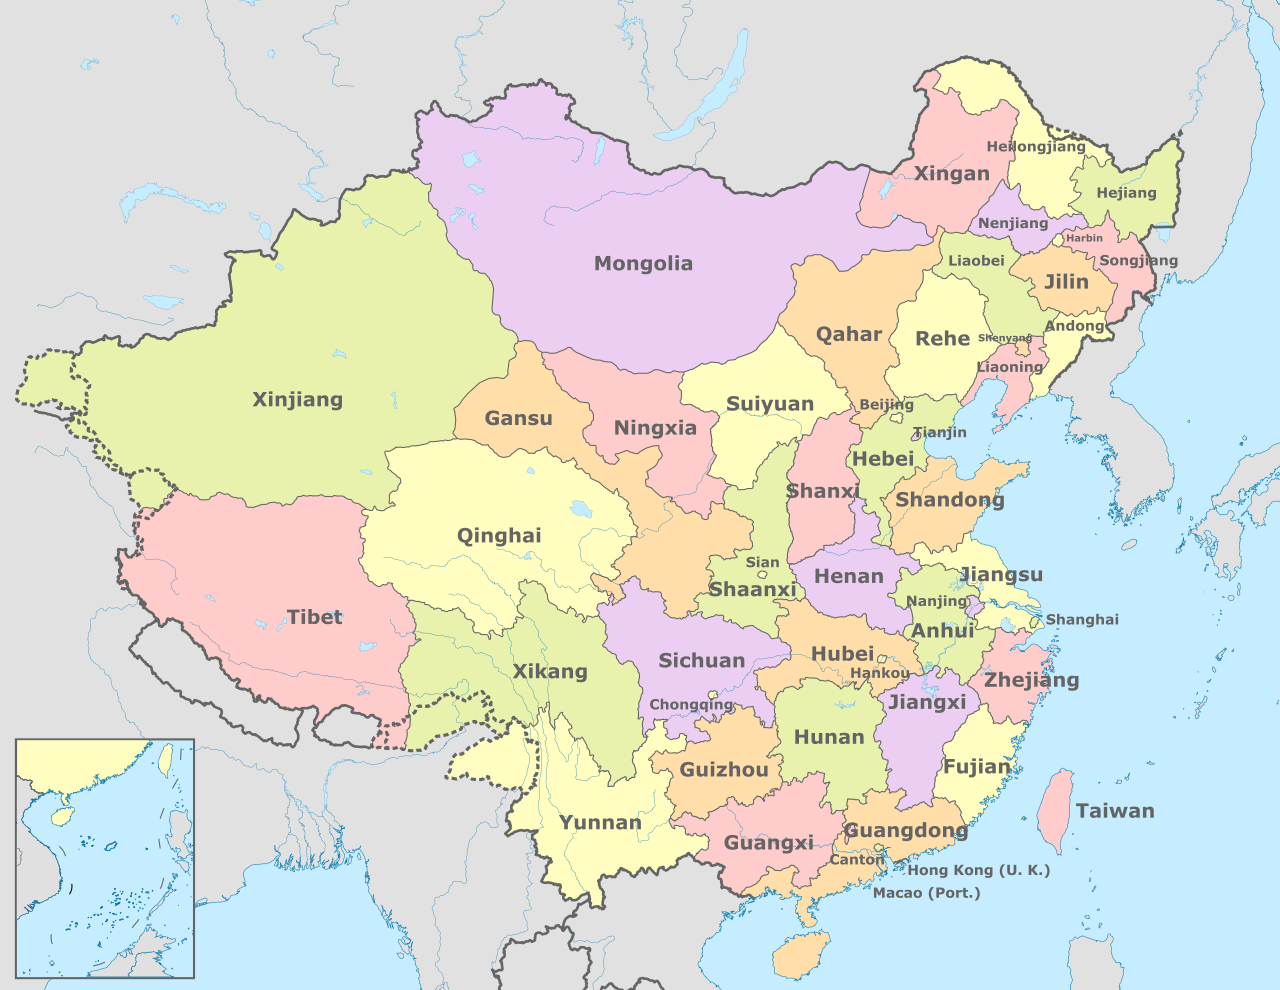 Heilongjiang
Xingan
Hejiang
Nenjiang
Harbin
Songjiang
Liaobei
Mongolia
Jilin
Andong
Qahar
Rehe
Shenyang
Liaoning
Xinjiang
Gansu
Ningxia
Suiyuan
Beijing
Tianjin
Hebei
Shanxi
Shandong
Qinghai
Sian
Shaanxi
Henan
Jiangsu
Nanjing
Shanghai
Anhui
Tibet
Xikang
Sichuan
Hubei
Hankou
Zhejiang
Chongqing
Jiangxi
Hunan
Guizhou
Fujian
Yunnan
Guangxi
Guangdong
Taiwan
Canton
Hong Kong (U. K.)
Macao (Port.)